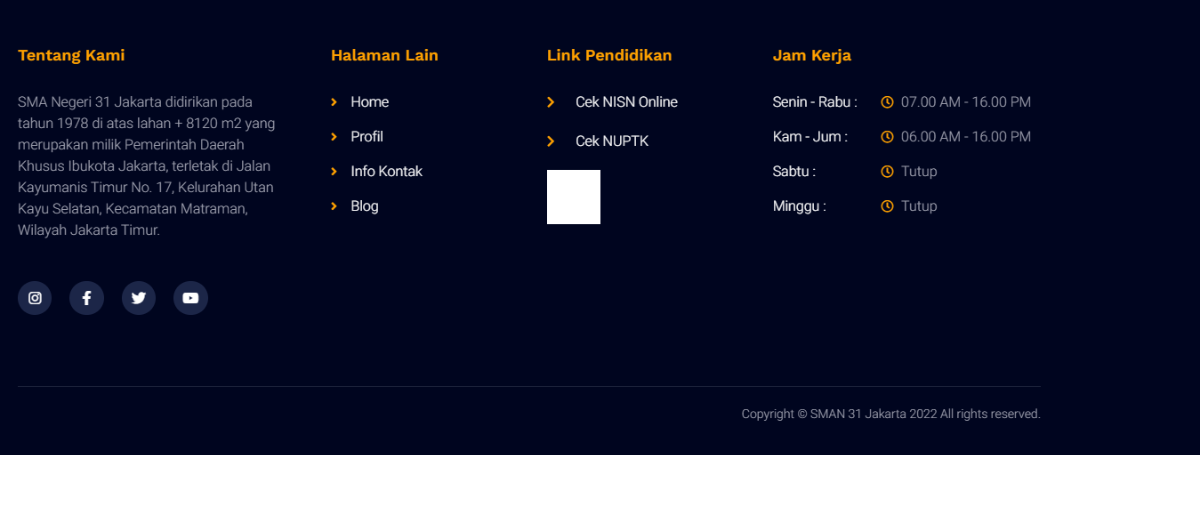 Tentang Kami
SMA Negeri 31 Jakarta didirikan pada
tahun 1978 di atas lahan + 8120 m2 yang
merupakan milik Pemerintah Daerah
Khusus Ibukota Jakarta, terletak di Jalan
Kayumanis Timur No. 17, Kelurahan Utan
Kayu Selatan, Kecamatan Matraman,
Wilayah Jakarta Timur.
Halaman Lain
Home
Profil
Info Kontak
Blog
Link Pendidikan
Cek NISN Online
Cek NUPTK
Jam Kerja
Senin - Rabu : 07.00 AM - 16.00 PM
Kam - Jum : 06.00 AM - 16.00 PM
Sabtu : Tutup
Minggu : Tutup
Copyright © SMAN 31 Jakarta 2022 All rights reserved.